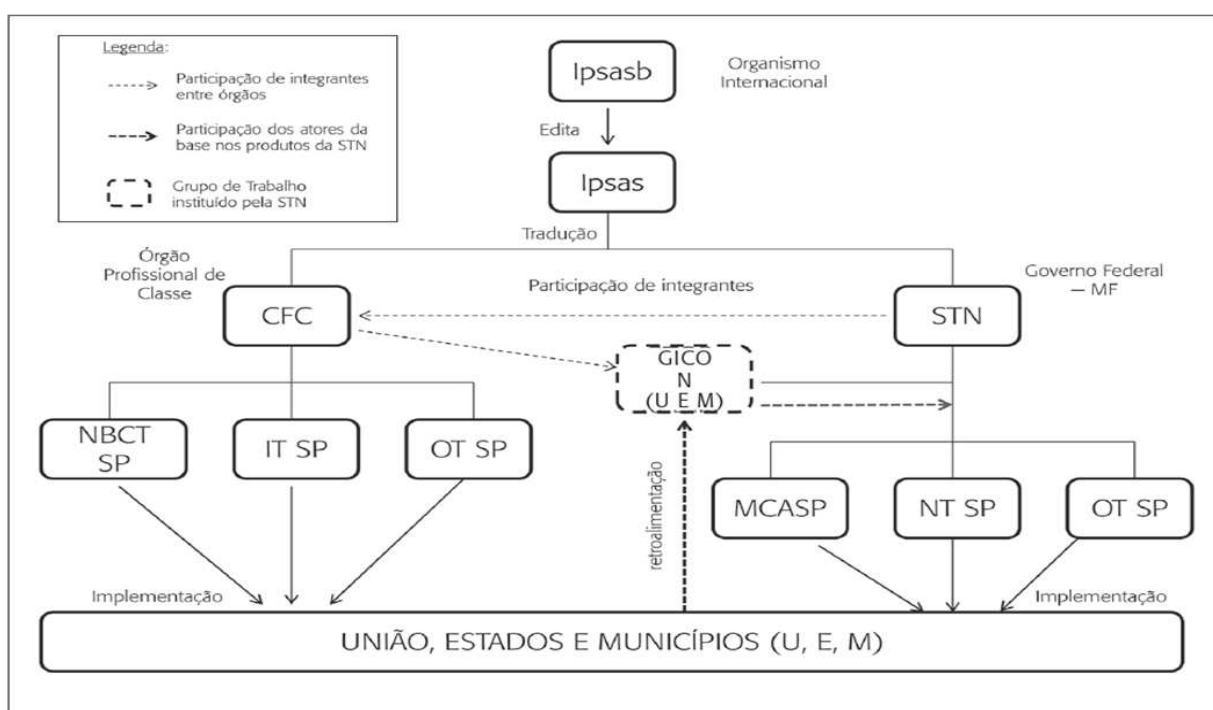 Legenda:
Participação de integrantes
entre órgãos
Participação dos atores da
base nos produtos da STN
Grupo de Trabalho
instituído pela STN
Ipsasb
Organismo
Internacional
Edita
Ipsas
Tradução
Órgão
Profissional de
Classe
Participação de integrantes
Governo Federal
— MF
CFC
STN
GICO
N
(U E M)
NBCT
SP
IT SP
OT SP
retroalimentação
MCASP
NT SP
OT SP
Implementação
Implementação
UNIÃO, ESTADOS E MUNICÍPIOS (U, E, M)